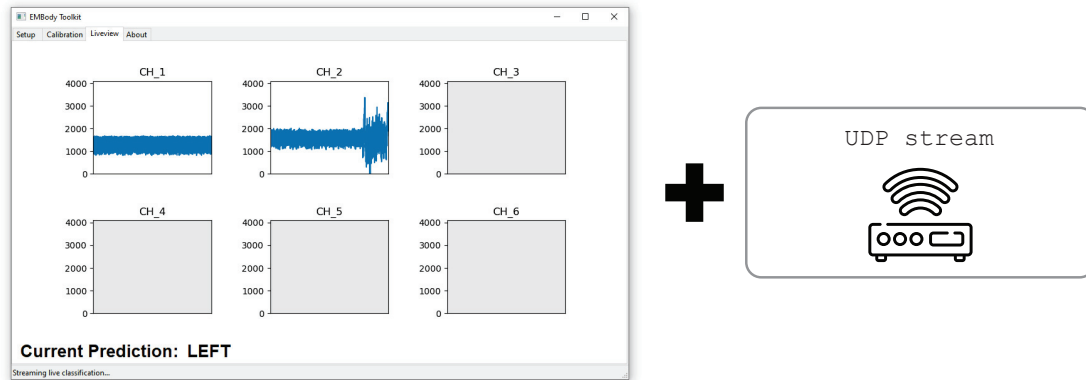 EMBody Toolkit
Setup Calibration Liveview About
CH_1 CH_2 CH_3
4000 4000 4000
3000 3000 3000
2000 2000 2000
1000 1000 1000
0 0 0
UDP stream
CH_4 CH_5 CH_6
4000 4000 4000
3000 3000 3000
2000 2000 2000
1000 1000 1000
0 0 0
Current Prediction: LEFT
Streaming live classification...